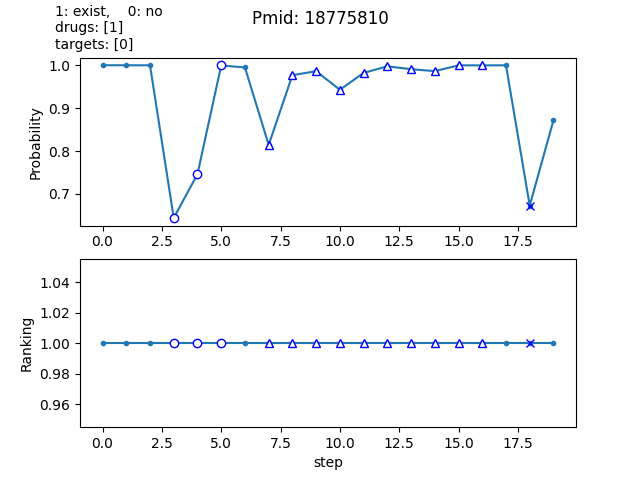 1: exist,    0: no
drugs: [1]
targets: [0]
Pmid: 18775810
Probability
1.0
0.9
0.8
0.7
0.0 2.5 5.0 7.5 10.0 12.5 15.0 17.5
Ranking
1.04
1.02
1.00
0.98
0.96
0.0 2.5 5.0 7.5 10.0 12.5 15.0 17.5
step